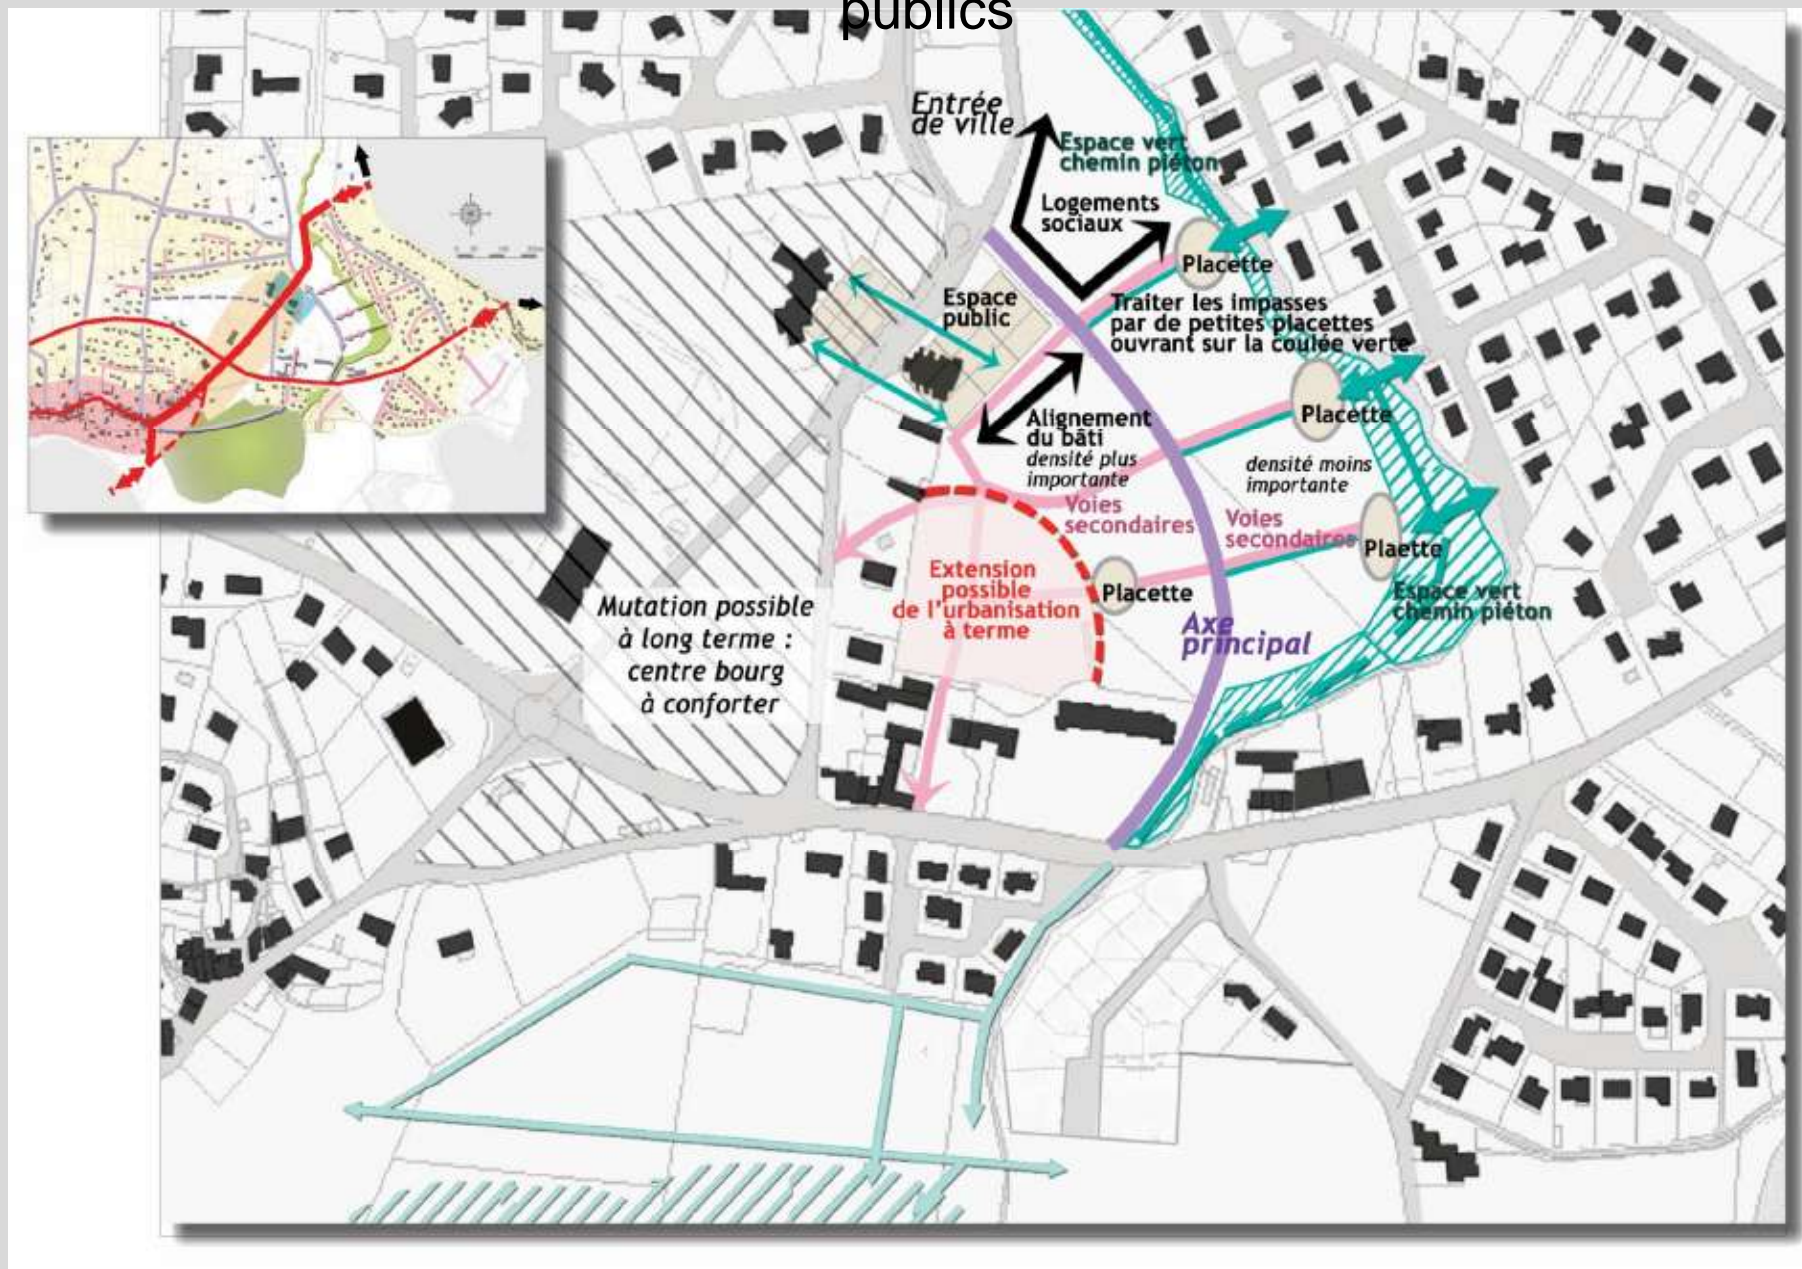 publics
Entrée
de ville
Espace vert
chemin piéton
Logements
sociaux
Placette
Espace
public
Traiter les impasses
par de petites placettes
ouvrant sur la coulée verte
Placette
Alignement
du bâti
densité plus
importante
densité moins
importante
Voies
secondaires
Voies
secondaires
Plaette
Extension
possible
de l'urbanisation
à terme
Placette
Espace vert
chemin piéton
Mutation possible
à long terme :
centre bourg
à conforter
Axe
principal